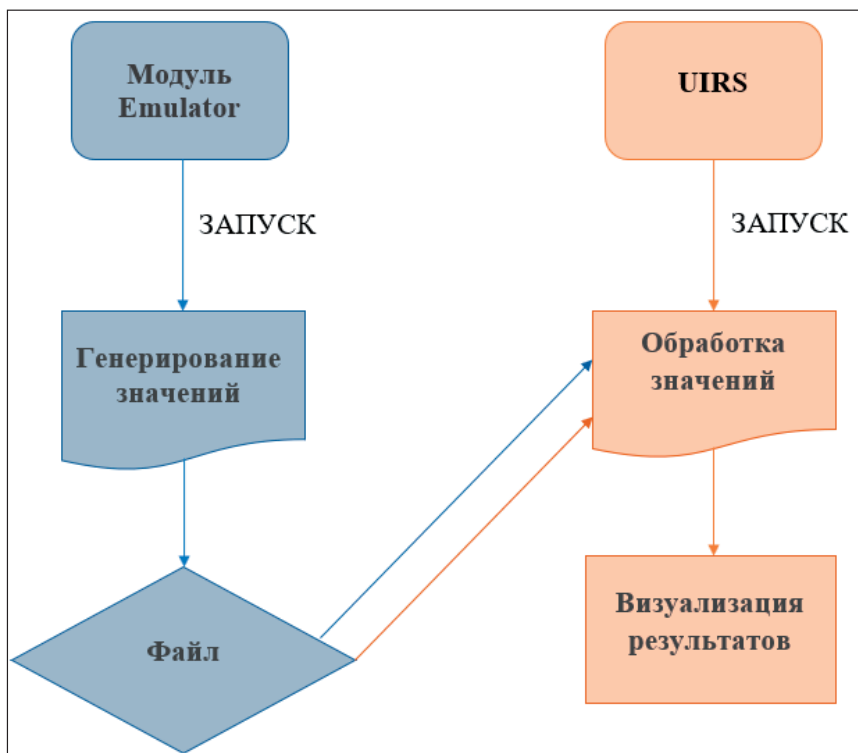 Модуль
Emulator
UIRS
ЗАПУСК
ЗАПУСК
Генерирование
значений
Обработка
значений
Файл
Визуализация
результатов